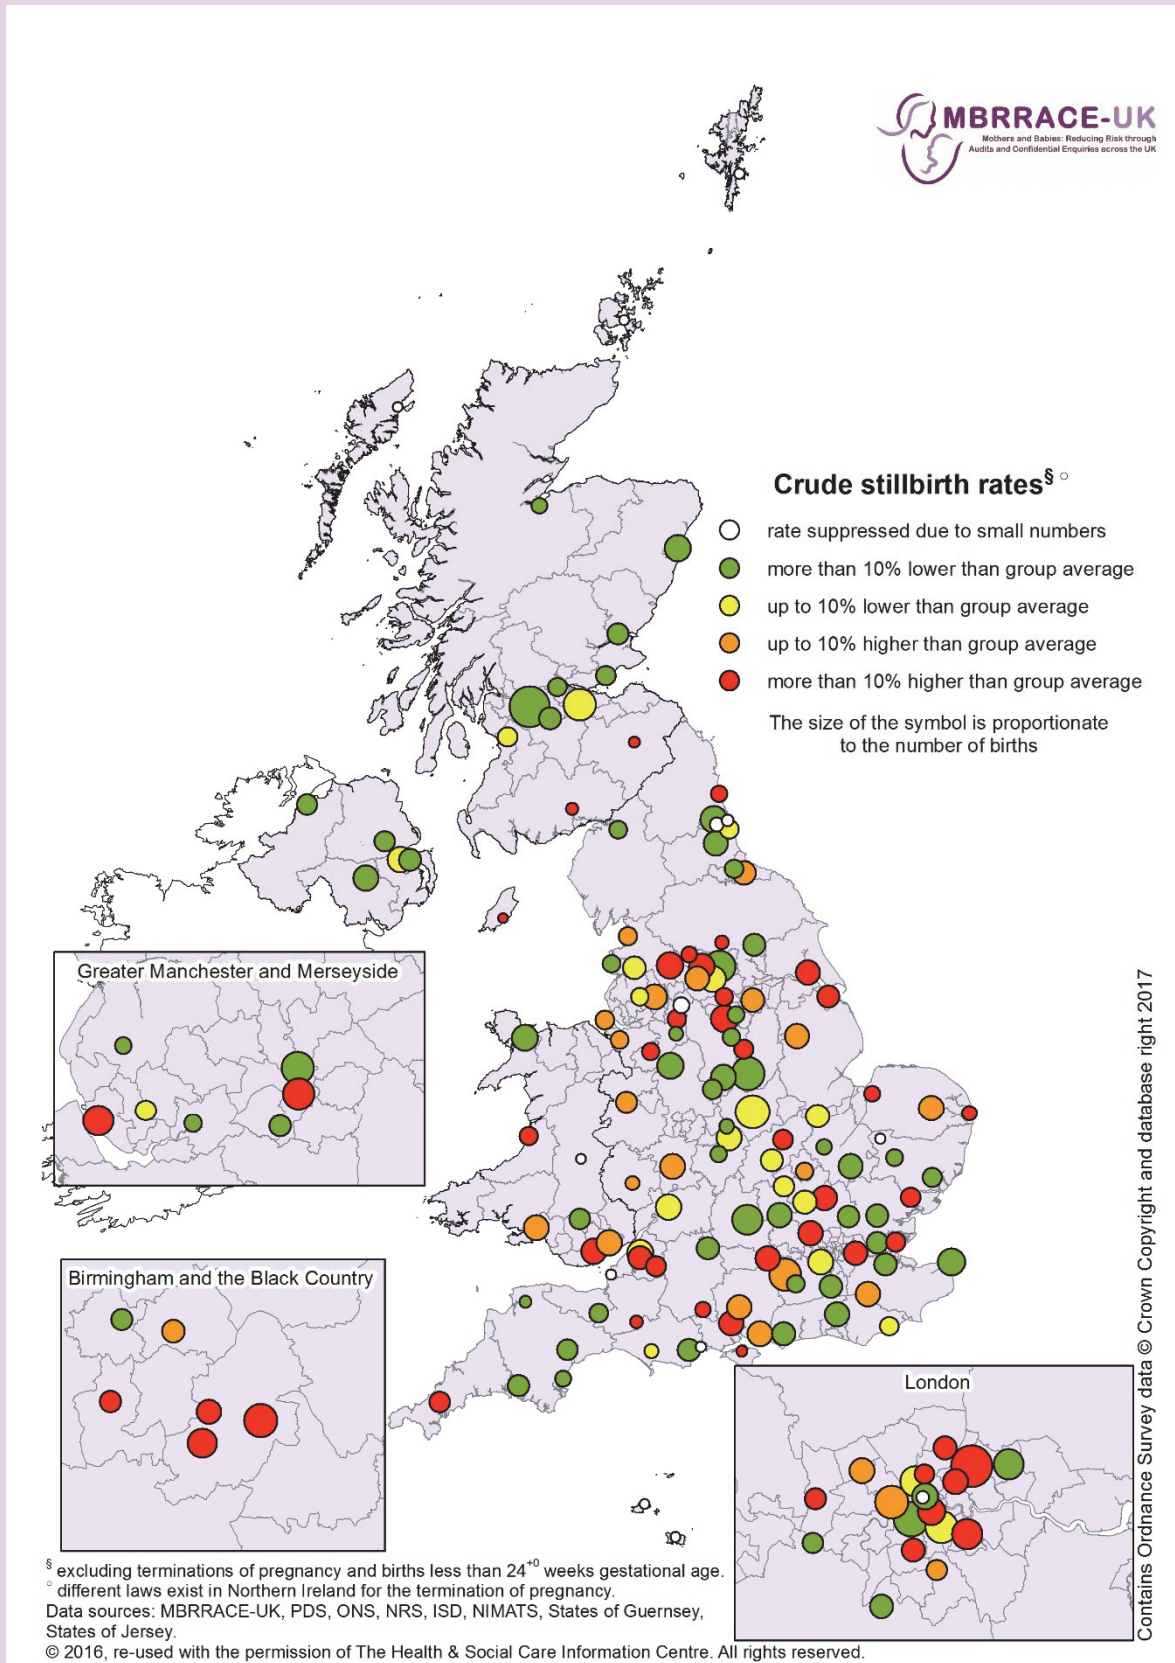 MBRRACE-UK
Mothers and Babies: Reducing Risk through
Audits and Confidential Enquiries across the UK
Crude stillbirth rates§ ○
rate suppressed due to small numbers
more than 10% lower than group average
up to 10% lower than group average
up to 10% higher than group average
more than 10% higher than group average
The size of the symbol is proportionate
to the number of births
Greater Manchester and Merseyside
Birmingham and the Black Country
London
§ excluding terminations of pregnancy and births less than 24+0 weeks gestational age.
○ different laws exist in Northern Ireland for the termination of pregnancy.
Data sources: MBRRACE-UK, PDS, ONS, NRS, ISD, NIMATS, States of Guernsey,
States of Jersey.
© 2016, re-used with the permission of The Health & Social Care Information Centre. All rights reserved.
Contains Ordnance Survey data © Crown Copyright and database right 2017